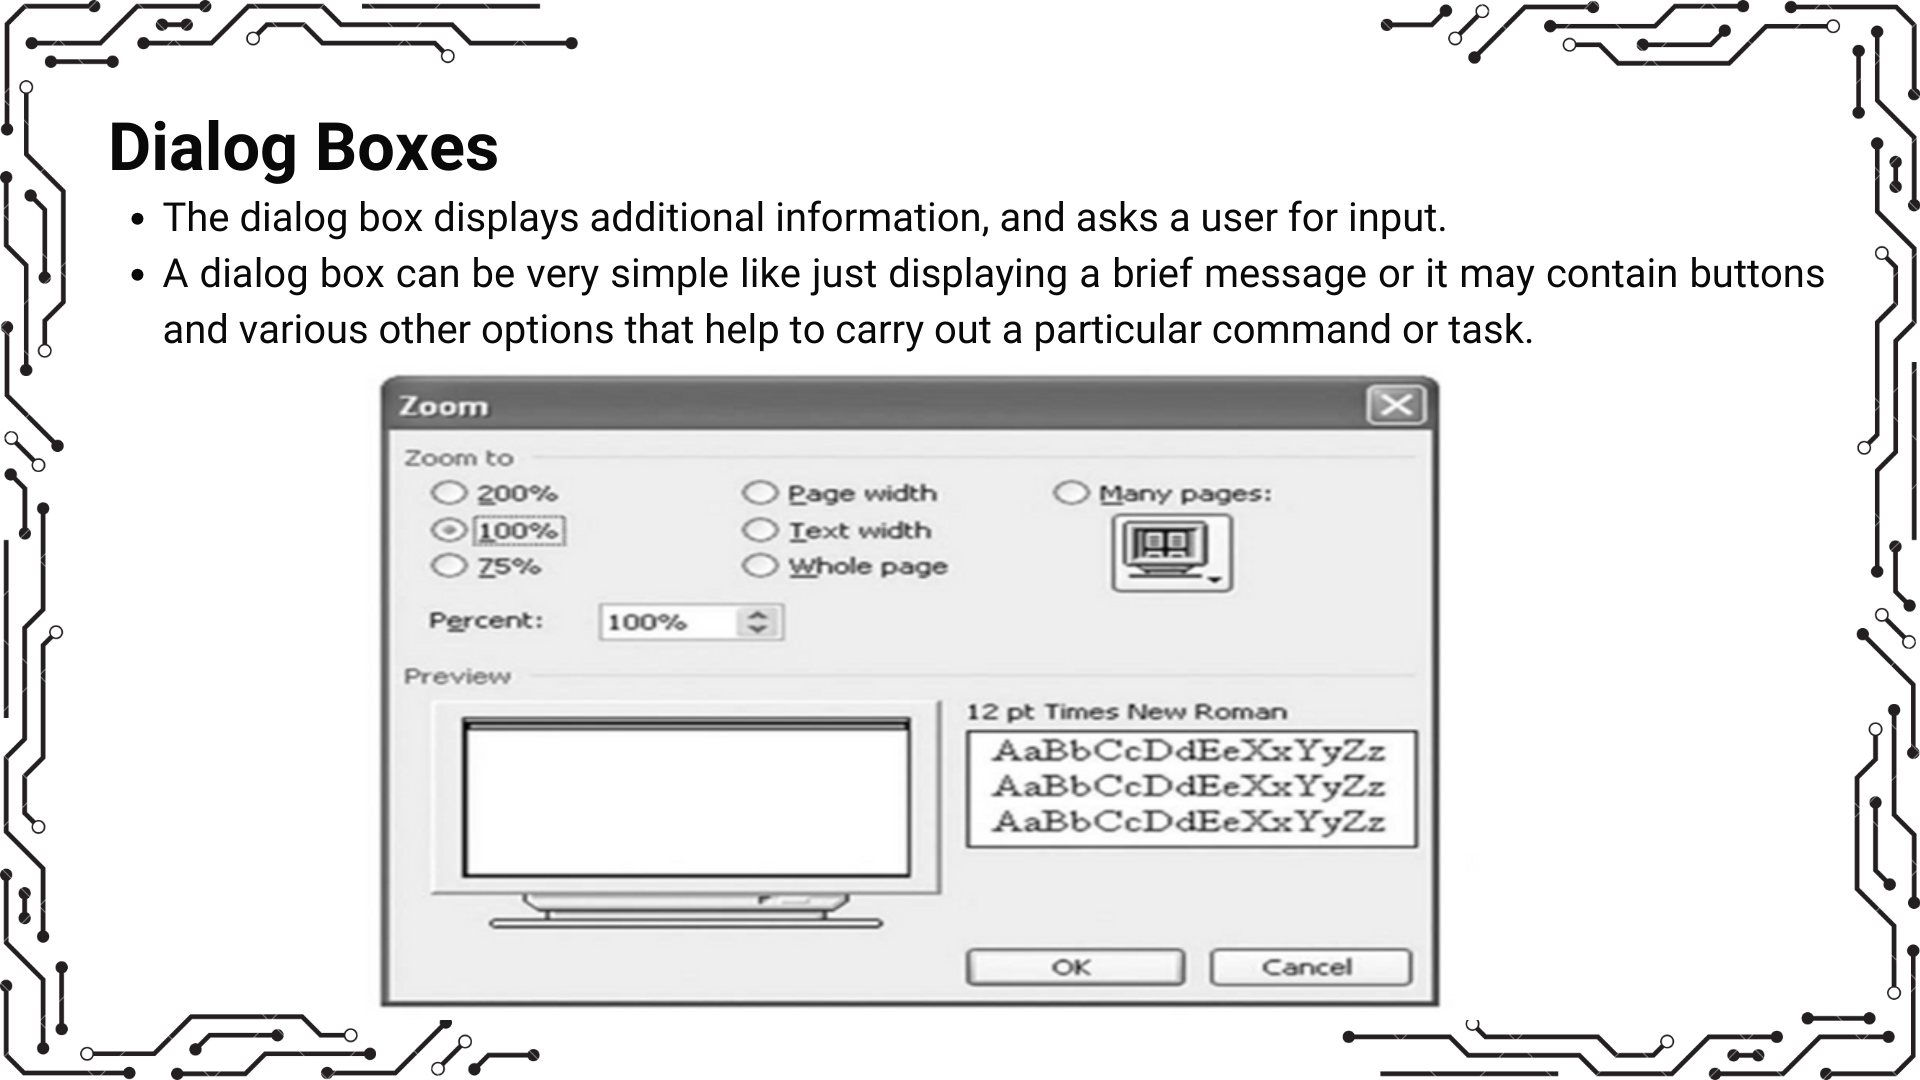 Dialog Boxes
• The dialog box displays additional information, and asks a user for input.
• A dialog box can be very simple like just displaying a brief message or it may contain buttons
and various other options that help to carry out a particular command or task.
Zoom
Zoom to
200% Page width Many pages:
100% Text width
75% Whole page
Percent: 100%
Preview
12 pt Times New Roman
AaBbCcDdEeXxYyZz
AaBbCcDdEeXxYyZz
AaBbCcDdEeXxYyZz
OK Cancel